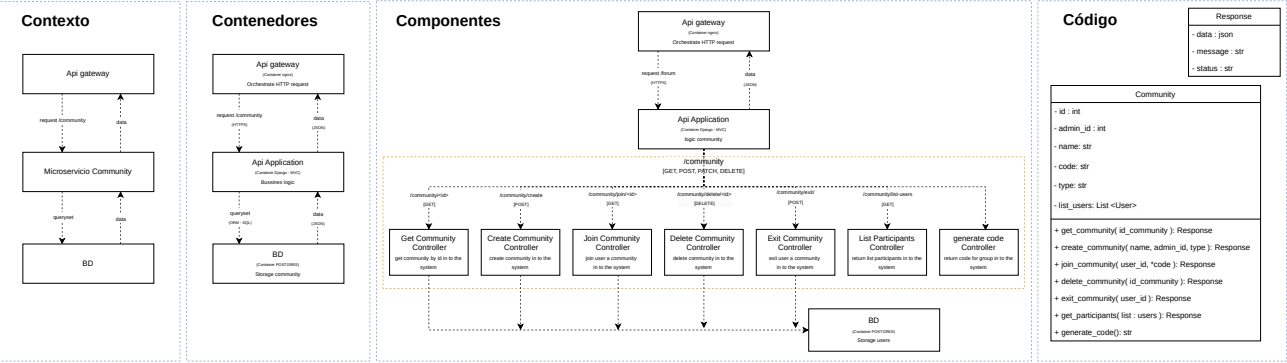 Contexto
Api gateway
request /community
data
Microservicio Community
queryset
data
BD
Contenedores
Api gateway
(Container nginx)
Orchestrate HTTP request
request /community
(HTTPS)
data
(JSON)
Api Application
(Container Django - MVC)
Bussines logic
queryset
(ORM - SQL)
data
(JSON)
BD
(Container POSTGRES)
Storage community
Componentes
Api gateway
(Container nginx)
Orchestrate HTTP request
request /forum
(HTTPS)
data
(JSON)
Api Application
(Container Django - MVC)
logic community
/community
[GET, POST, PATCH, DELETE]
/community/<id>
[GET]
/community/create
[POST]
/community/join/<id>
[GET]
/community/delete/<id>
[DELETE]
/community/exit/
[POST]
/community/list-users
[GET]
Get Community
Controller
get community by id in to the
system
Create Community
Controller
create community in to the
system
Join Community
Controller
join user a community
in to the system
Delete Community
Controller
delete community in to the
system
Exit Community
Controller
exit user a community
in to the system
List Participants
Controller
return list participants in to the
system
generate code
Controller
return code for group in to the
system
BD
(Container POSTGRES)
Storage users
Código
Response
- data : json
- message : str
- status : str
Community
- id : int
- admin_id : int
- name: str
- code: str
- type: str
- list_users: List <User>
+ get_community( id_community ): Response
+ create_community( name, admin_id, type ): Response
+ join_community( user_id, *code ): Response
+ delete_community( id_community ): Response
+ exit_community( user_id ): Response
+ get_participants( list : users ): Response
+ generate_code(): str